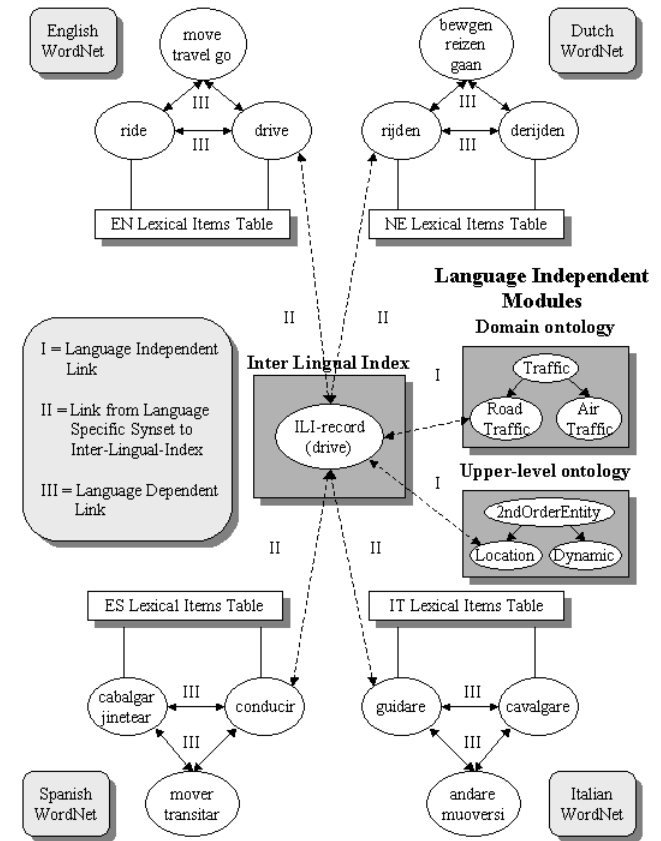 English
WordNet
move
travel go
III
ride
III
drive
EN Lexical Items Table
bewgen
reizen
gaan
Dutch
WordNet
III
rijden
III
derijden
NE Lexical Items Table
II
II
I = Language Independent
Link
II = Link from Language
Specific Synset to
Inter-Lingual-Index
III = Language Dependent
Link
Inter Lingual Index
ILI-record
(drive)
Language Independent
Modules
Domain ontology
I
Traffic
Road
Traffic
Air
Traffic
Upper-level ontology
I
2ndOrderEntity
Location
Dynamic
II
II
ES Lexical Items Table
cabalgar
jinetear
III
conducir
III
mover
transitar
Spanish
WordNet
IT Lexical Items Table
guidare
III
cavalgare
III
andare
muoversi
Italian
WordNet